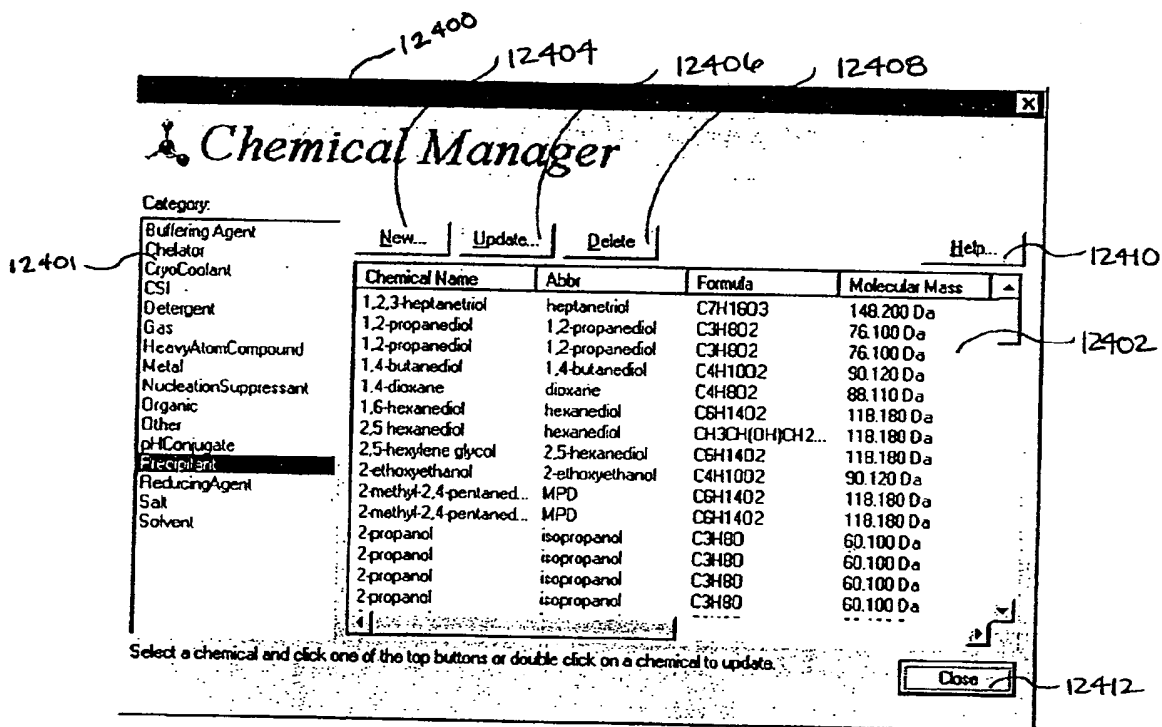 12400
12404
12406
12408
Chemical Manager
Category:
Buffering Agent
Chelator
CryoCoolant
CSI
Detergent
Gas
HeavyAtomCompound
Metal
NucleationSuppressant
Organic
Other
pHConjugate
Precipitant
ReducingAgent
Salt
Solvent
12401
New... Update... Delete Help...
12410
Chemical Name Abbr Formula Molecular Mass
1,2,3-heptanetriol heptanetriol C7H16O3 148.200 Da
1,2-propanediol 1,2-propanediol C3H8O2 76.100 Da
1,2-propanediol 1,2-propanediol C3H8O2 76.100 Da
1,4-butanediol 1,4-butanediol C4H10O2 90.120 Da
1,4-dioxane dioxane C4H8O2 88.110 Da
1,6-hexanediol hexanediol C6H14O2 118.180 Da
2,5 hexanediol hexanediol CH3CH(OH)CH2... 118.180 Da
2,5-hexylene glycol 2,5-hexanediol C6H14O2 118.180 Da
2-ethoxyethanol 2-ethoxyethanol C4H10O2 90.120 Da
2-methyl-2,4-pentaned... MPD C6H14O2 118.180 Da
2-methyl-2,4-pentaned... MPD C6H14O2 118.180 Da
2-propanol isopropanol C3H8O 60.100 Da
2-propanol isopropanol C3H8O 60.100 Da
2-propanol isopropanol C3H8O 60.100 Da
2-propanol isopropanol C3H8O 60.100 Da
12402
Select a chemical and click one of the top buttons or double click on a chemical to update.
Close
12412